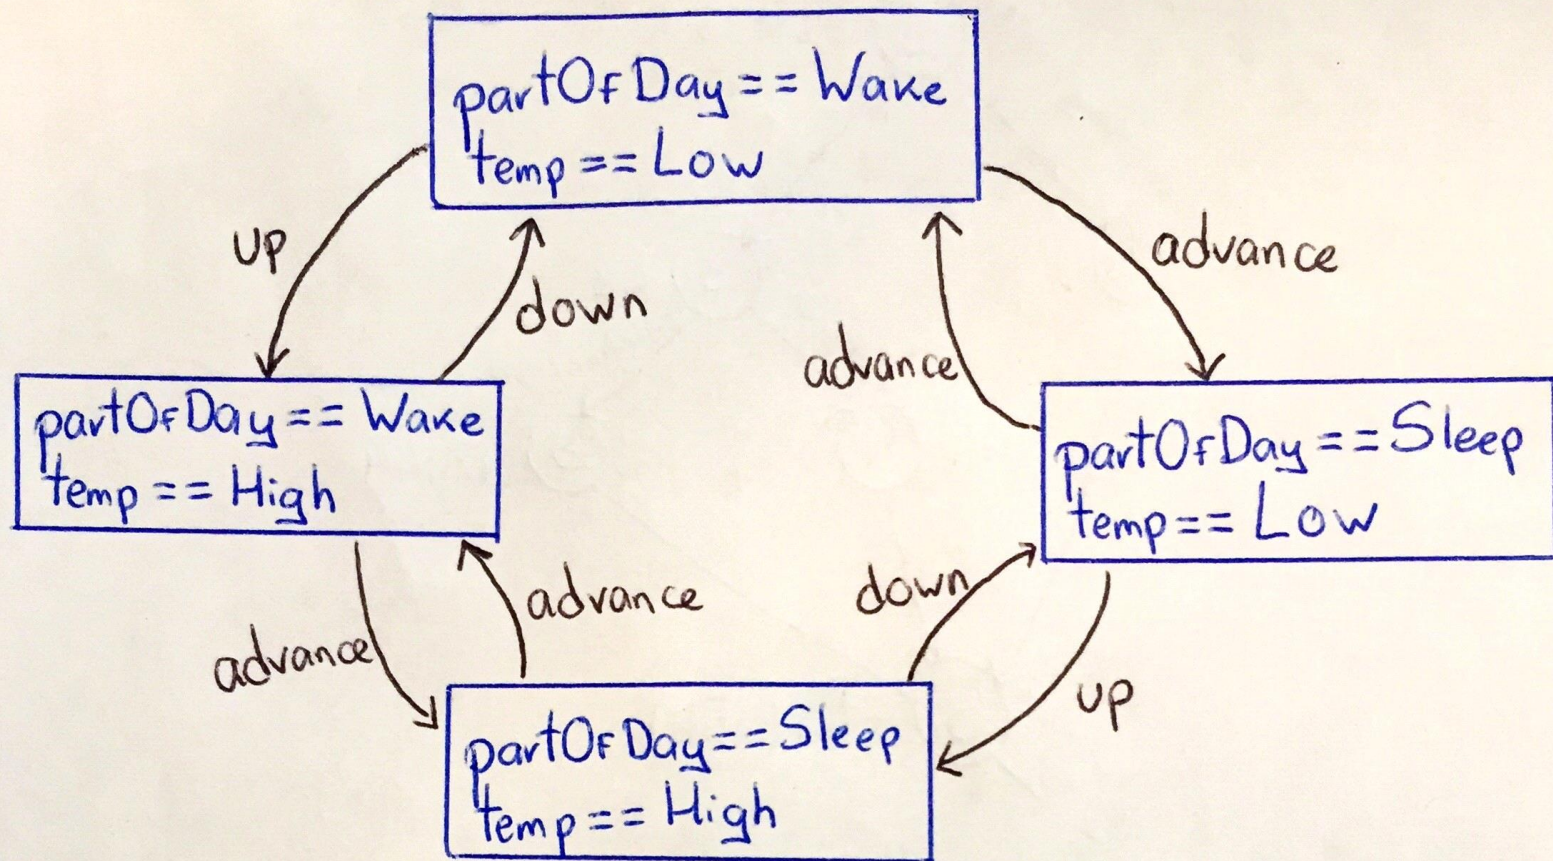 partOfDay == Wake
temp == Low
up
advance
down
advance
partOfDay == Wake
temp == High
partOfDay == Sleep
temp == Low
advance
down
advance
up
partOfDay == Sleep
temp == High